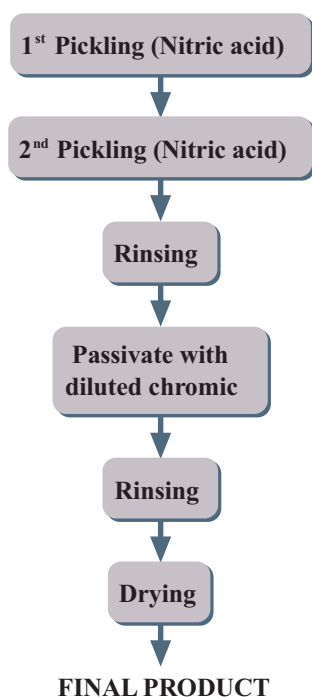 1st Pickling (Nitric acid)
2nd Pickling (Nitric acid)
Rinsing
Passivate with
diluted chromic
Rinsing
Drying
FINAL PRODUCT